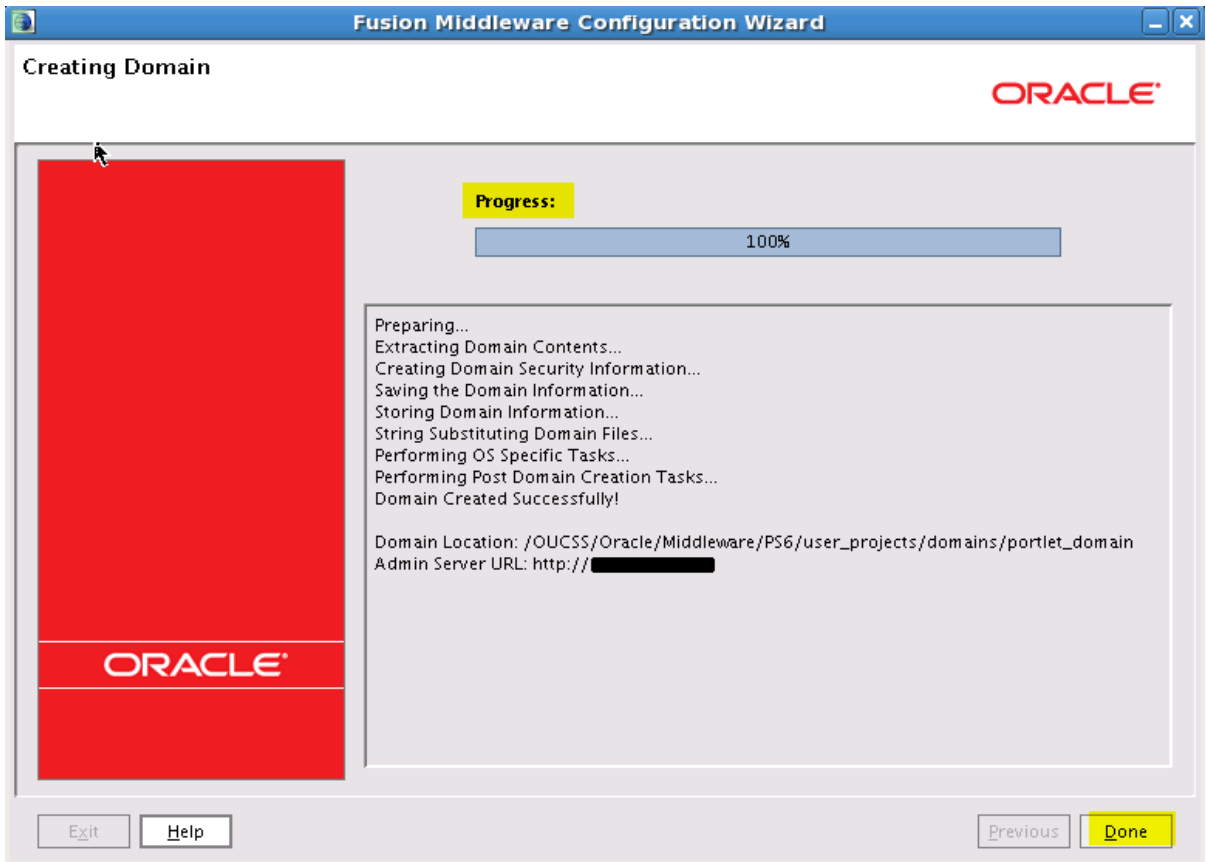 Fusion Middleware Configuration Wizard
Creating Domain
ORACLE
Progress:
100%
Preparing...
Extracting Domain Contents...
Creating Domain Security Information...
Saving the Domain Information...
Storing Domain Information...
String Substituting Domain Files...
Performing OS Specific Tasks...
Performing Post Domain Creation Tasks...
Domain Created Successfully!
Domain Location: /OUCSS/Oracle/Middleware/PS6/user_projects/domains/portlet_domain
Admin Server URL: http://
ORACLE
Exit
Help
Previous
Done